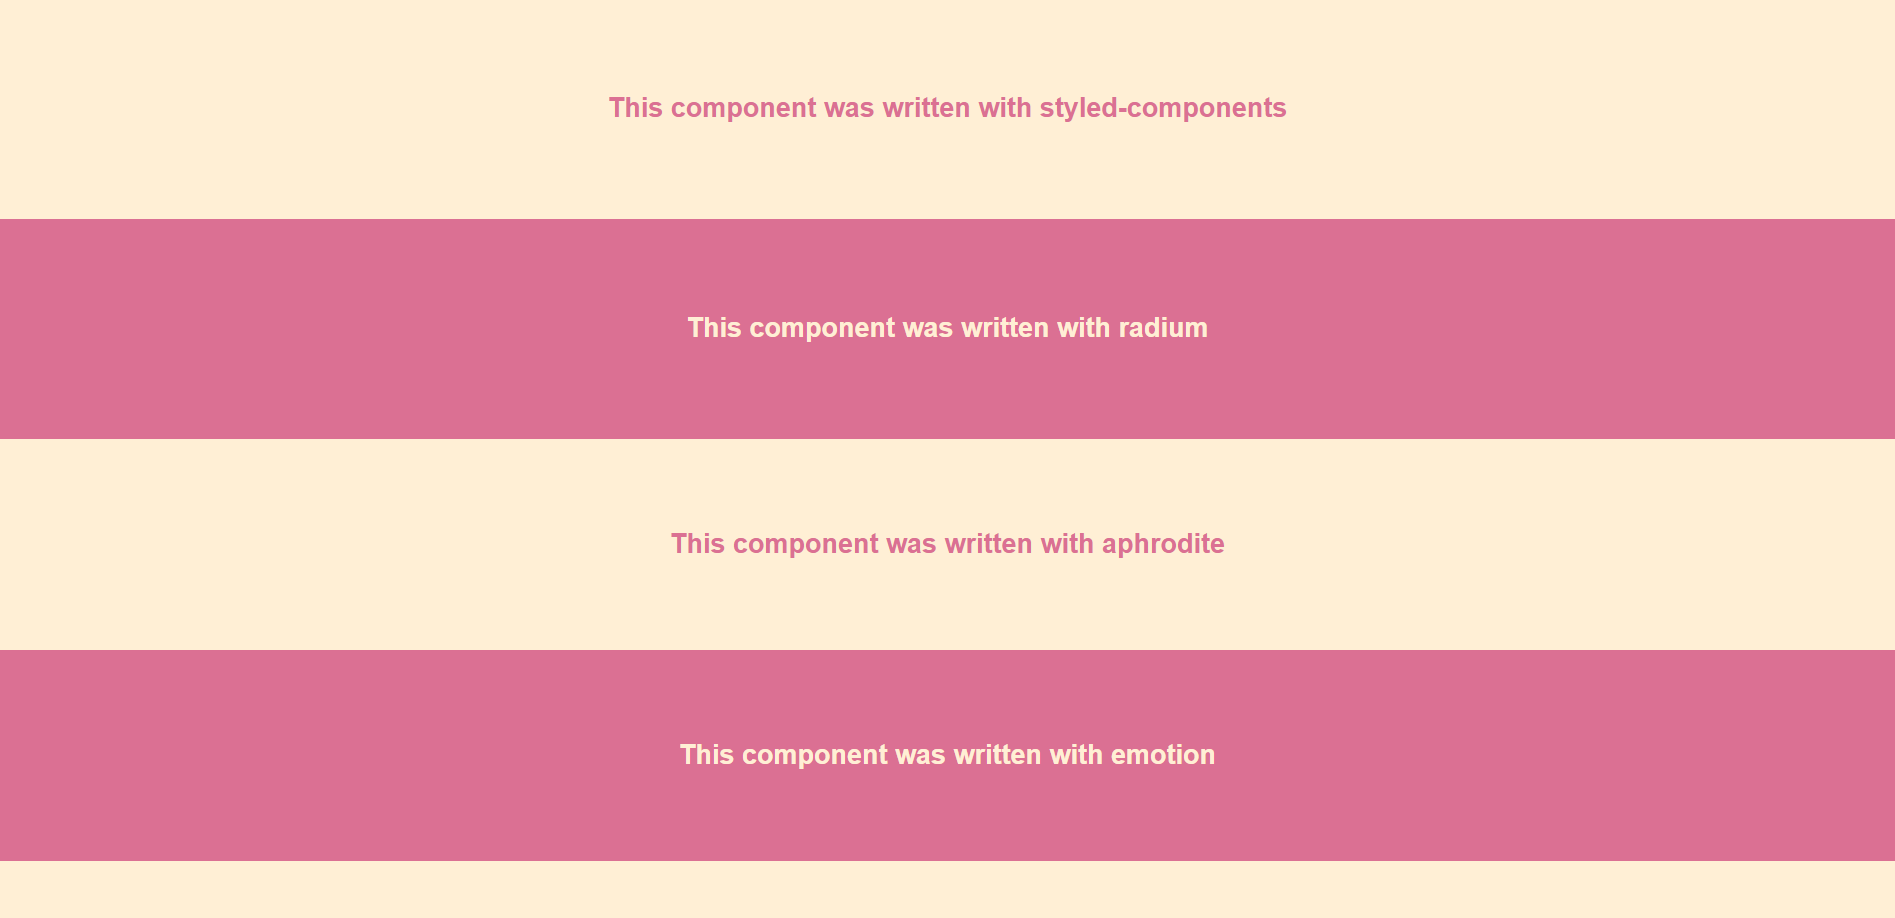 This component was written with styled-components
This component was written with radium
This component was written with aphrodite
This component was written with emotion